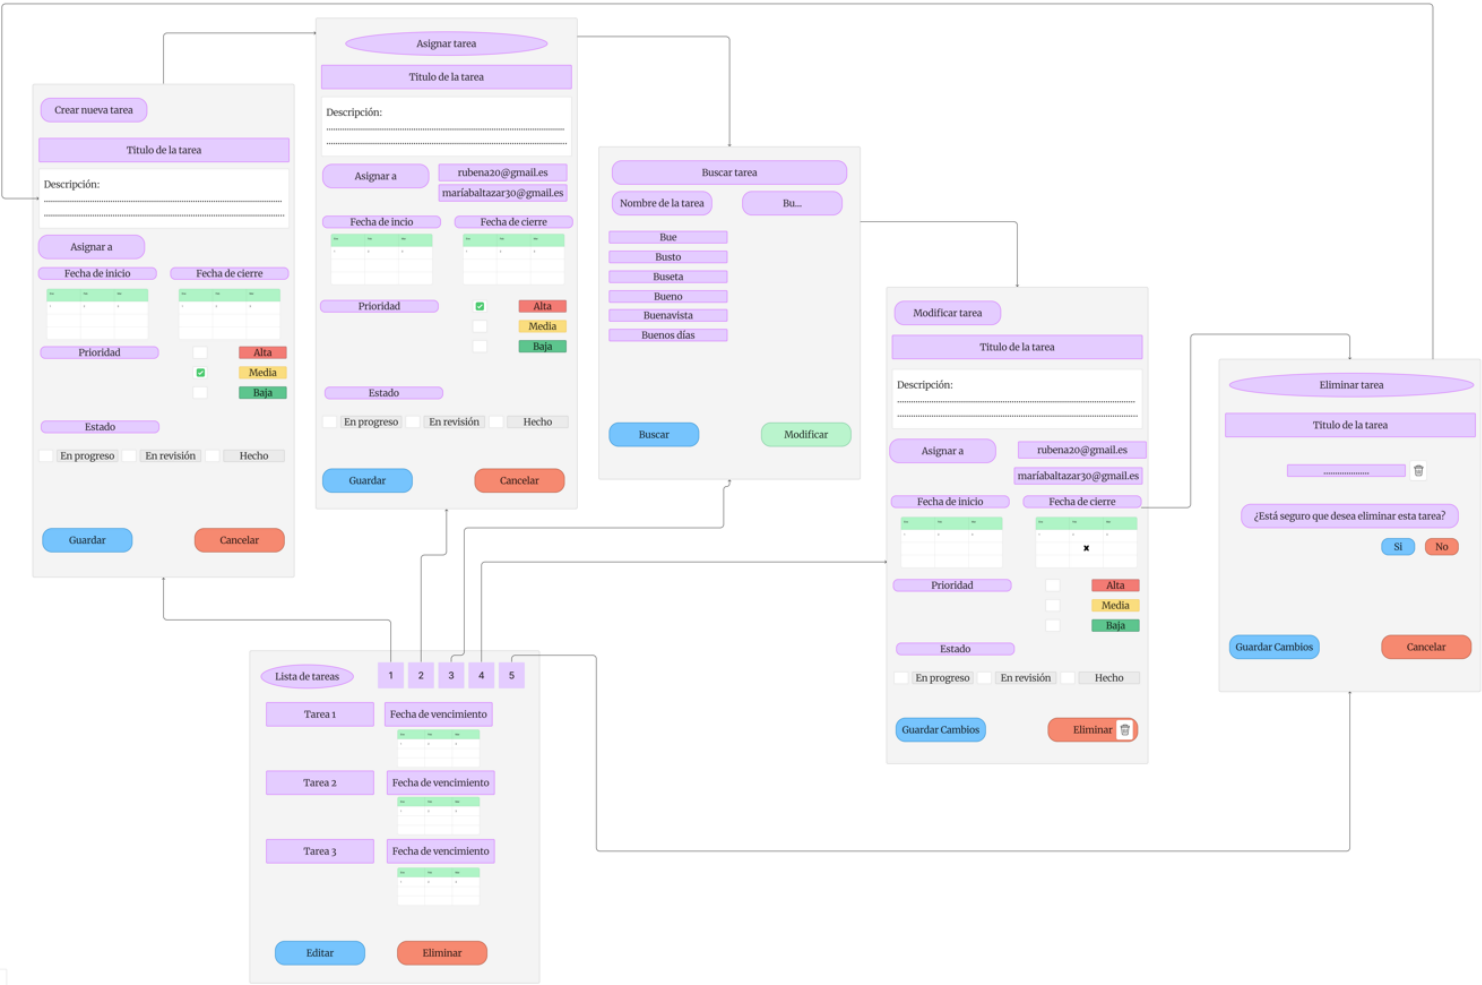 Crear nueva tarea
Titulo de la tarea
Descripción:
Asignar a
Fecha de inicio Fecha de cierre
Prioridad Alta
Media
Baja
Estado
En progreso En revisión Hecho
Guardar Cancelar
Asignar tarea
Titulo de la tarea
Descripción:
Asignar a rubena20@gmail.es
maríabaltazar30@gmail.es
Fecha de incio Fecha de cierre
Prioridad Alta
Media
Baja
Estado
En progreso En revisión Hecho
Guardar Cancelar
Buscar tarea
Nombre de la tarea Bu...
Bue
Busto
Buseta
Bueno
Buenavista
Buenos días
Buscar Modificar
Modificar tarea
Titulo de la tarea
Descripción:
Asignar a rubena20@gmail.es
maríabaltazar30@gmail.es
Fecha de inicio Fecha de cierre
x
Prioridad Alta
Media
Baja
Estado
En progreso En revisión Hecho
Guardar Cambios Eliminar
Eliminar tarea
Titulo de la tarea
¿Está seguro que desea eliminar esta tarea?
Si No
Guardar Cambios Cancelar
Lista de tareas 1 2 3 4 5
Tarea 1 Fecha de vencimiento
Tarea 2 Fecha de vencimiento
Tarea 3 Fecha de vencimiento
Editar Eliminar